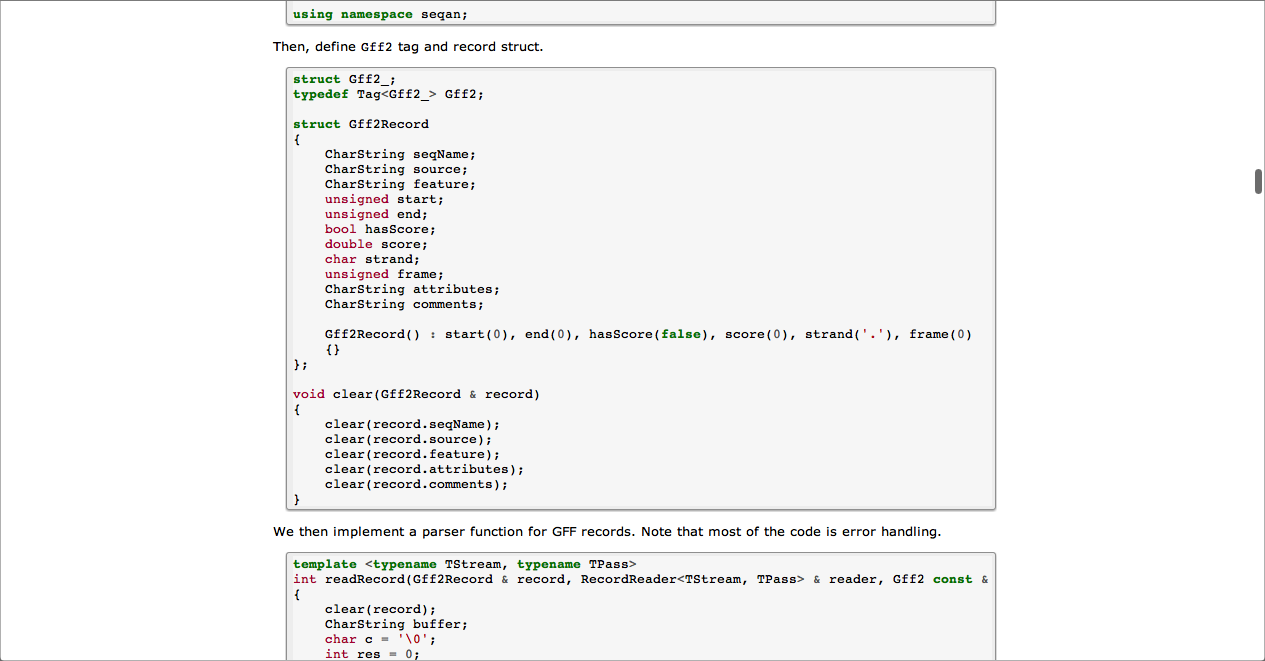 using namespace seqan;
Then, define Gff2 tag and record struct.
struct Gff2_;
typedef Tag<Gff2_> Gff2;
struct Gff2Record
{
    CharString seqName;
    CharString source;
    CharString feature;
    unsigned start;
    unsigned end;
    bool hasScore;
    double score;
    char strand;
    unsigned frame;
    CharString attributes;
    CharString comments;
    Gff2Record() : start(0), end(0), hasScore(false), score(0), strand('.'), frame(0)
    {}
};
void clear(Gff2Record & record)
{
    clear(record.seqName);
    clear(record.source);
    clear(record.feature);
    clear(record.attributes);
    clear(record.comments);
}
We then implement a parser function for GFF records. Note that most of the code is error handling.
template <typename TStream, typename TPass>
int readRecord(Gff2Record & record, RecordReader<TStream, TPass> & reader, Gff2 const &
{
    clear(record);
    CharString buffer;
    char c = '\0';
    int res = 0;